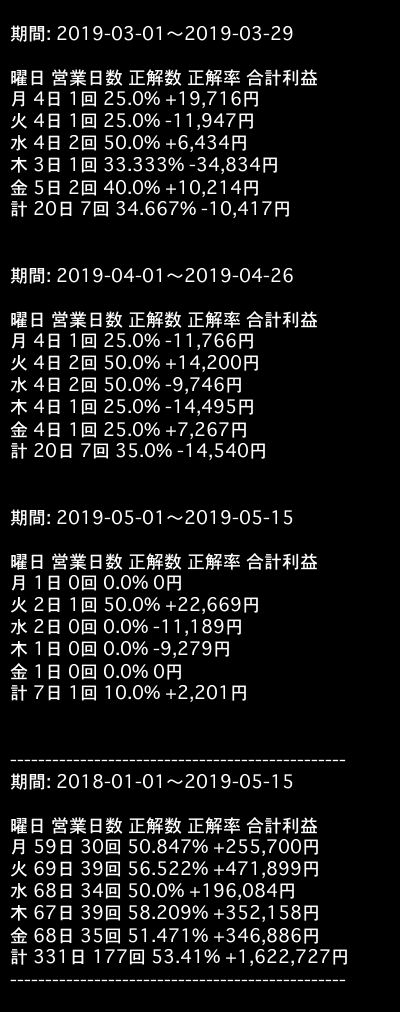 期間: 2019-03-01〜2019-03-29
曜日 営業日数 正解数 正解率 合計利益
月 4日 1回 25.0% +19,716円
火 4日 1回 25.0% -11,947円
水 4日 2回 50.0% +6,434円
木 3日 1回 33.333% -34,834円
金 5日 2回 40.0% +10,214円
計 20日 7回 34.667% -10,417円
期間: 2019-04-01〜2019-04-26
曜日 営業日数 正解数 正解率 合計利益
月 4日 1回 25.0% -11,766円
火 4日 2回 50.0% +14,200円
水 4日 2回 50.0% -9,746円
木 4日 1回 25.0% -14,495円
金 4日 1回 25.0% +7,267円
計 20日 7回 35.0% -14,540円
期間: 2019-05-01〜2019-05-15
曜日 営業日数 正解数 正解率 合計利益
月 1日 0回 0.0% 0円
火 2日 1回 50.0% +22,669円
水 2日 0回 0.0% -11,189円
木 1日 0回 0.0% -9,279円
金 1日 0回 0.0% 0円
計 7日 1回 10.0% +2,201円
------------------------------------------------
期間: 2018-01-01〜2019-05-15
曜日 営業日数 正解数 正解率 合計利益
月 59日 30回 50.847% +255,700円
火 69日 39回 56.522% +471,899円
水 68日 34回 50.0% +196,084円
木 67日 39回 58.209% +352,158円
金 68日 35回 51.471% +346,886円
計 331日 177回 53.41% +1,622,727円
------------------------------------------------